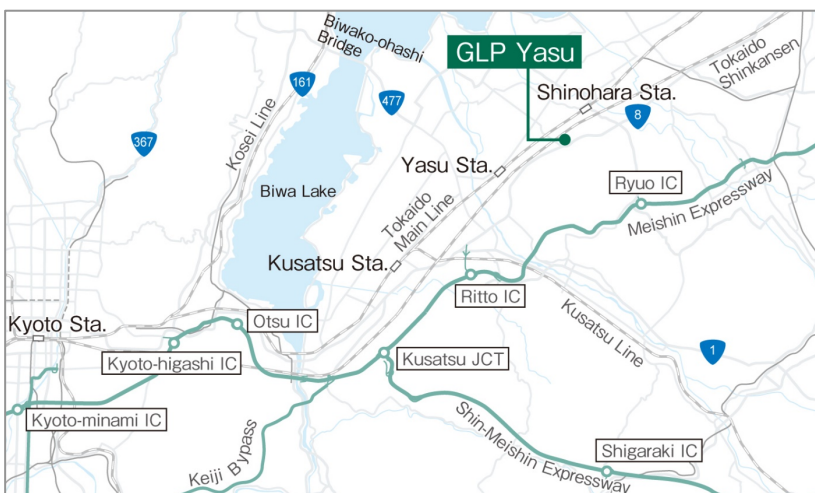 Biwako-ohashi
Bridge
GLP Yasu
Tokaido
Shinkansen
161
477
Shinohara Sta.
8
367
Kosei Line
Yasu Sta.
Ryuo IC
Biwa Lake
Tokaido
Main Line
Meishin Expressway
Kusatsu Sta.
Ritto IC
Otsu IC
Kusatsu Line
Kyoto Sta.
Kyoto-higashi IC
Kusatsu JCT
1
Kyoto-minami IC
Shin-Meishin Expressway
Keiji Bypass
Shigaraki IC